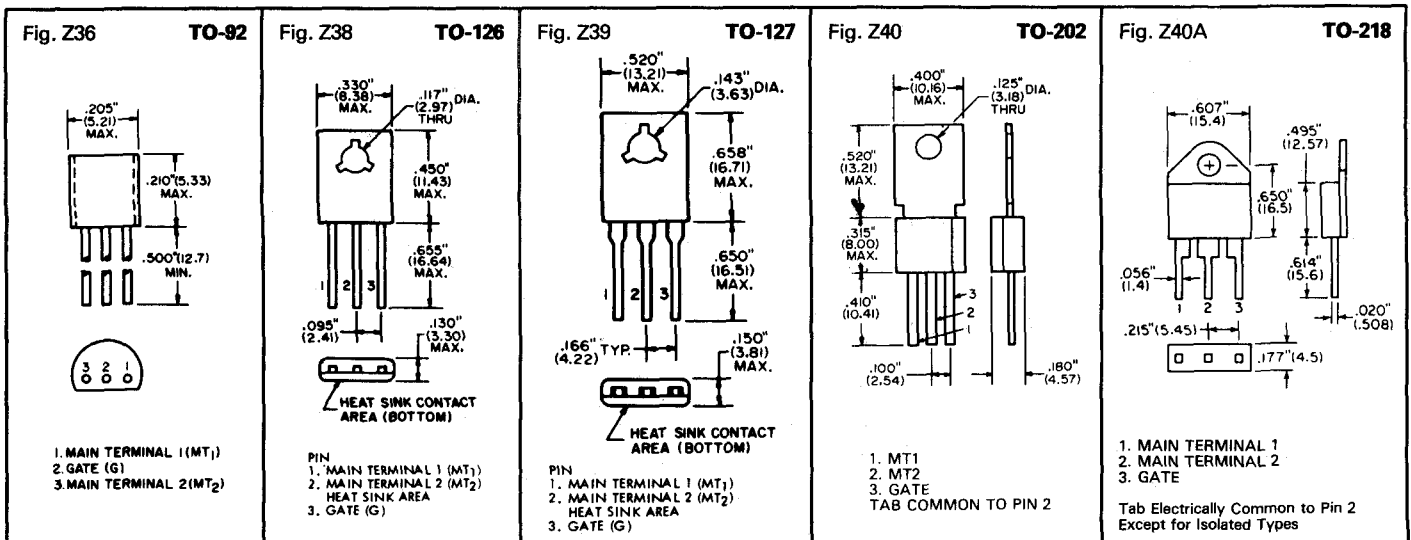 Fig. Z36 TO-92
.205"
(5.21)
MAX.
.210"(5.33)
MAX.
.500"(12.7)
MIN.
3 2 1
1. MAIN TERMINAL 1(MT1)
2. GATE (G)
3. MAIN TERMINAL 2(MT2)
Fig. Z38 TO-126
.330"
(8.38)
MAX.
.117"
(2.97) DIA.
THRU
.450"
(11.43)
MAX.
.655"
(16.64)
MAX.
1 2 3
.095"
(2.41)
.130"
(3.30)
MAX.
HEAT SINK CONTACT
AREA (BOTTOM)
PIN
1. MAIN TERMINAL 1 (MT1)
2. MAIN TERMINAL 2 (MT2)
HEAT SINK AREA
3. GATE (G)
Fig. Z39 TO-127
.520"
(13.21)
MAX.
.143"
(3.63) DIA.
.658"
(16.71)
MAX.
.650"
(16.51)
MAX.
1 2 3
.166"
(4.22) TYP.
.150"
(3.81)
MAX.
HEAT SINK CONTACT
AREA (BOTTOM)
PIN
1. MAIN TERMINAL 1 (MT1)
2. MAIN TERMINAL 2 (MT2)
HEAT SINK AREA
3. GATE (G)
Fig. Z40 TO-202
.400"
(10.16)
MAX.
.125"
(3.18) DIA.
THRU
.520"
(13.21)
MAX.
.315"
(8.00)
MAX.
.410"
(10.41)
3
2
1
.100"
(2.54)
.180"
(4.57)
1. MT1
2. MT2
3. GATE
TAB COMMON TO PIN 2
Fig. Z40A TO-218
.607"
(15.4)
.495"
(12.57)
.650"
(16.5)
.614"
(15.6)
.056"
(1.4)
1 2 3
.020"
(.508)
.215"(5.45)
.177"(4.5)
1. MAIN TERMINAL 1
2. MAIN TERMINAL 2
3. GATE
Tab Electrically Common to Pin 2
Except for Isolated Types